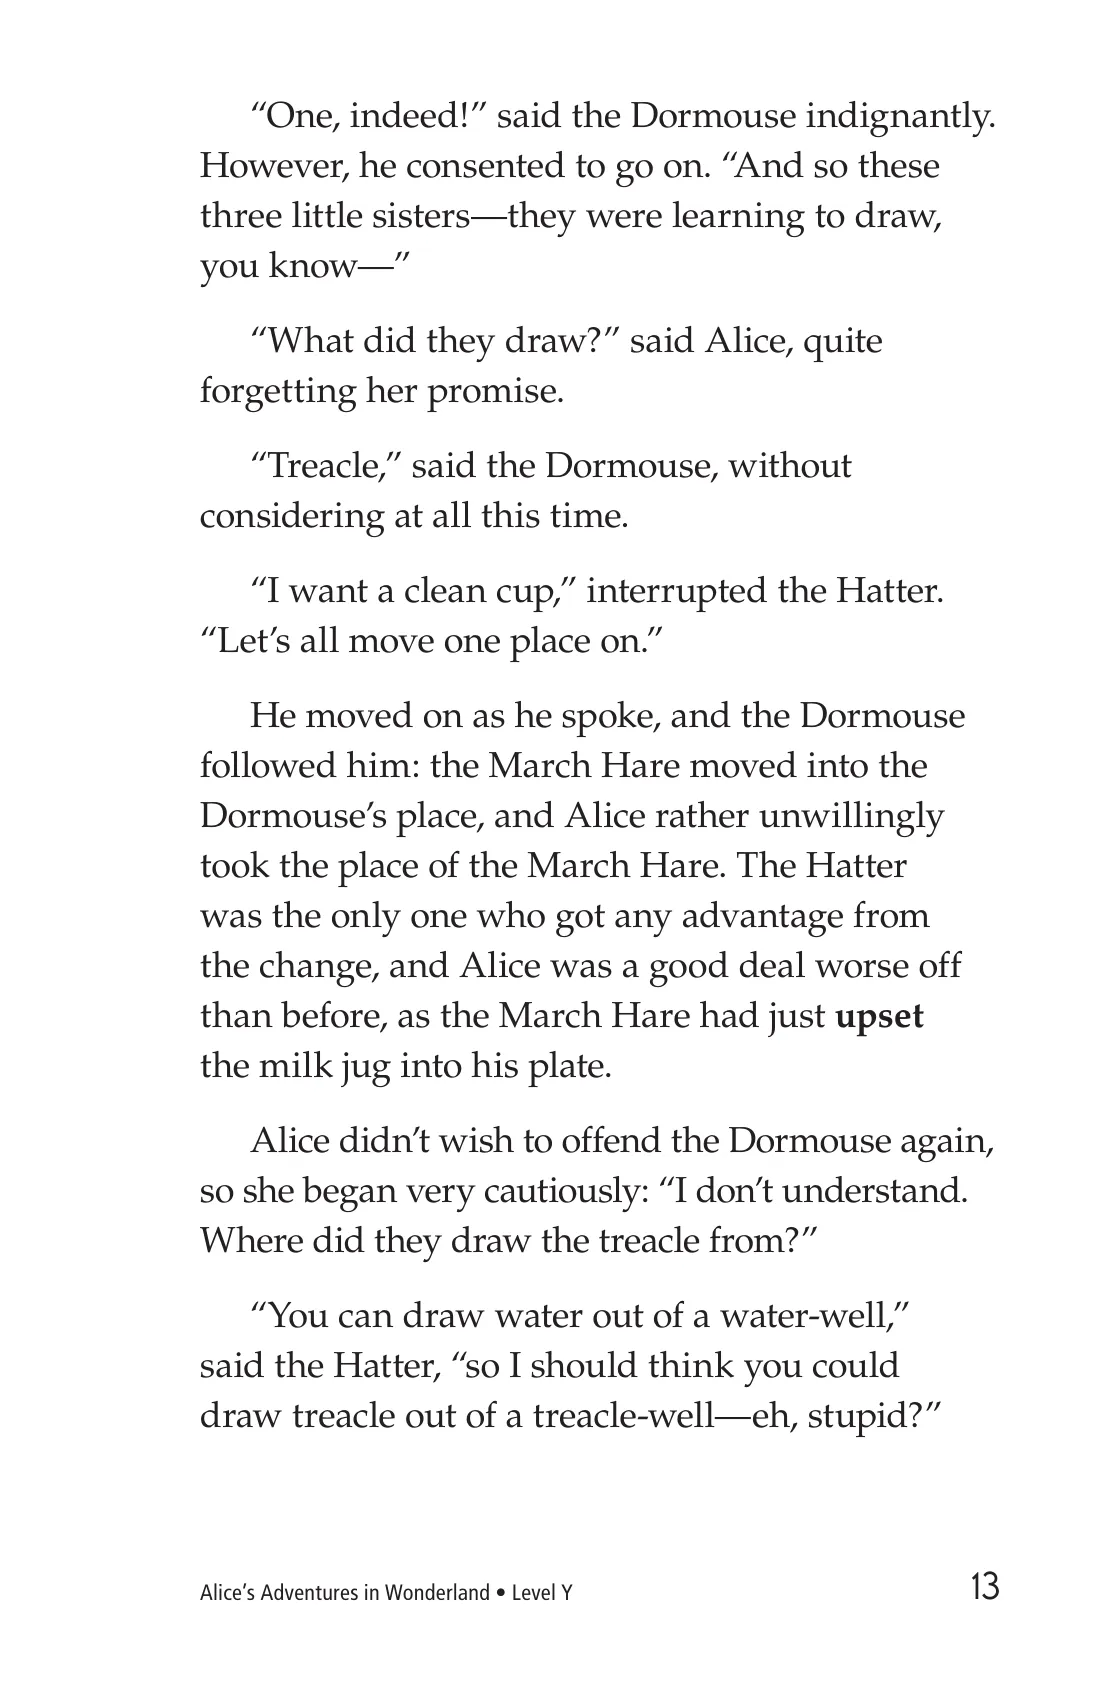 “One, indeed!” said the Dormouse indignantly.
However, he consented to go on. “And so these
three little sisters—they were learning to draw,
you know—”
“What did they draw?” said Alice, quite
forgetting her promise.
“Treacle,” said the Dormouse, without
considering at all this time.
“I want a clean cup,” interrupted the Hatter.
“Let’s all move one place on.”
He moved on as he spoke, and the Dormouse
followed him: the March Hare moved into the
Dormouse’s place, and Alice rather unwillingly
took the place of the March Hare. The Hatter
was the only one who got any advantage from
the change, and Alice was a good deal worse off
than before, as the March Hare had just upset
the milk jug into his plate.
Alice didn’t wish to offend the Dormouse again,
so she began very cautiously: “I don’t understand.
Where did they draw the treacle from?”
“You can draw water out of a water-well,”
said the Hatter, “so I should think you could
draw treacle out of a treacle-well—eh, stupid?”
Alice’s Adventures in Wonderland • Level Y
13